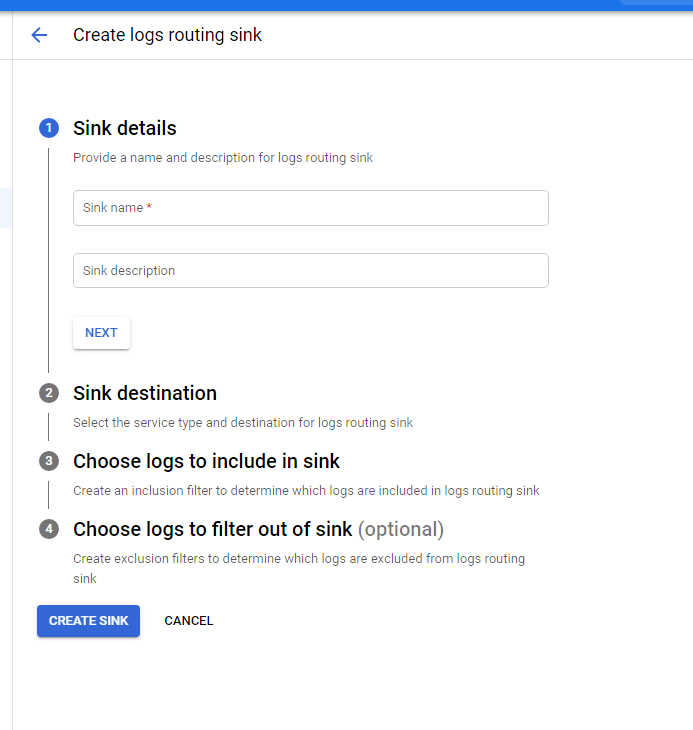 Create logs routing sink
1 Sink details
Provide a name and description for logs routing sink
Sink name *
Sink description
NEXT
2 Sink destination
Select the service type and destination for logs routing sink
3 Choose logs to include in sink
Create an inclusion filter to determine which logs are included in logs routing sink
4 Choose logs to filter out of sink (optional)
Create exclusion filters to determine which logs are excluded from logs routing
sink
CREATE SINK CANCEL